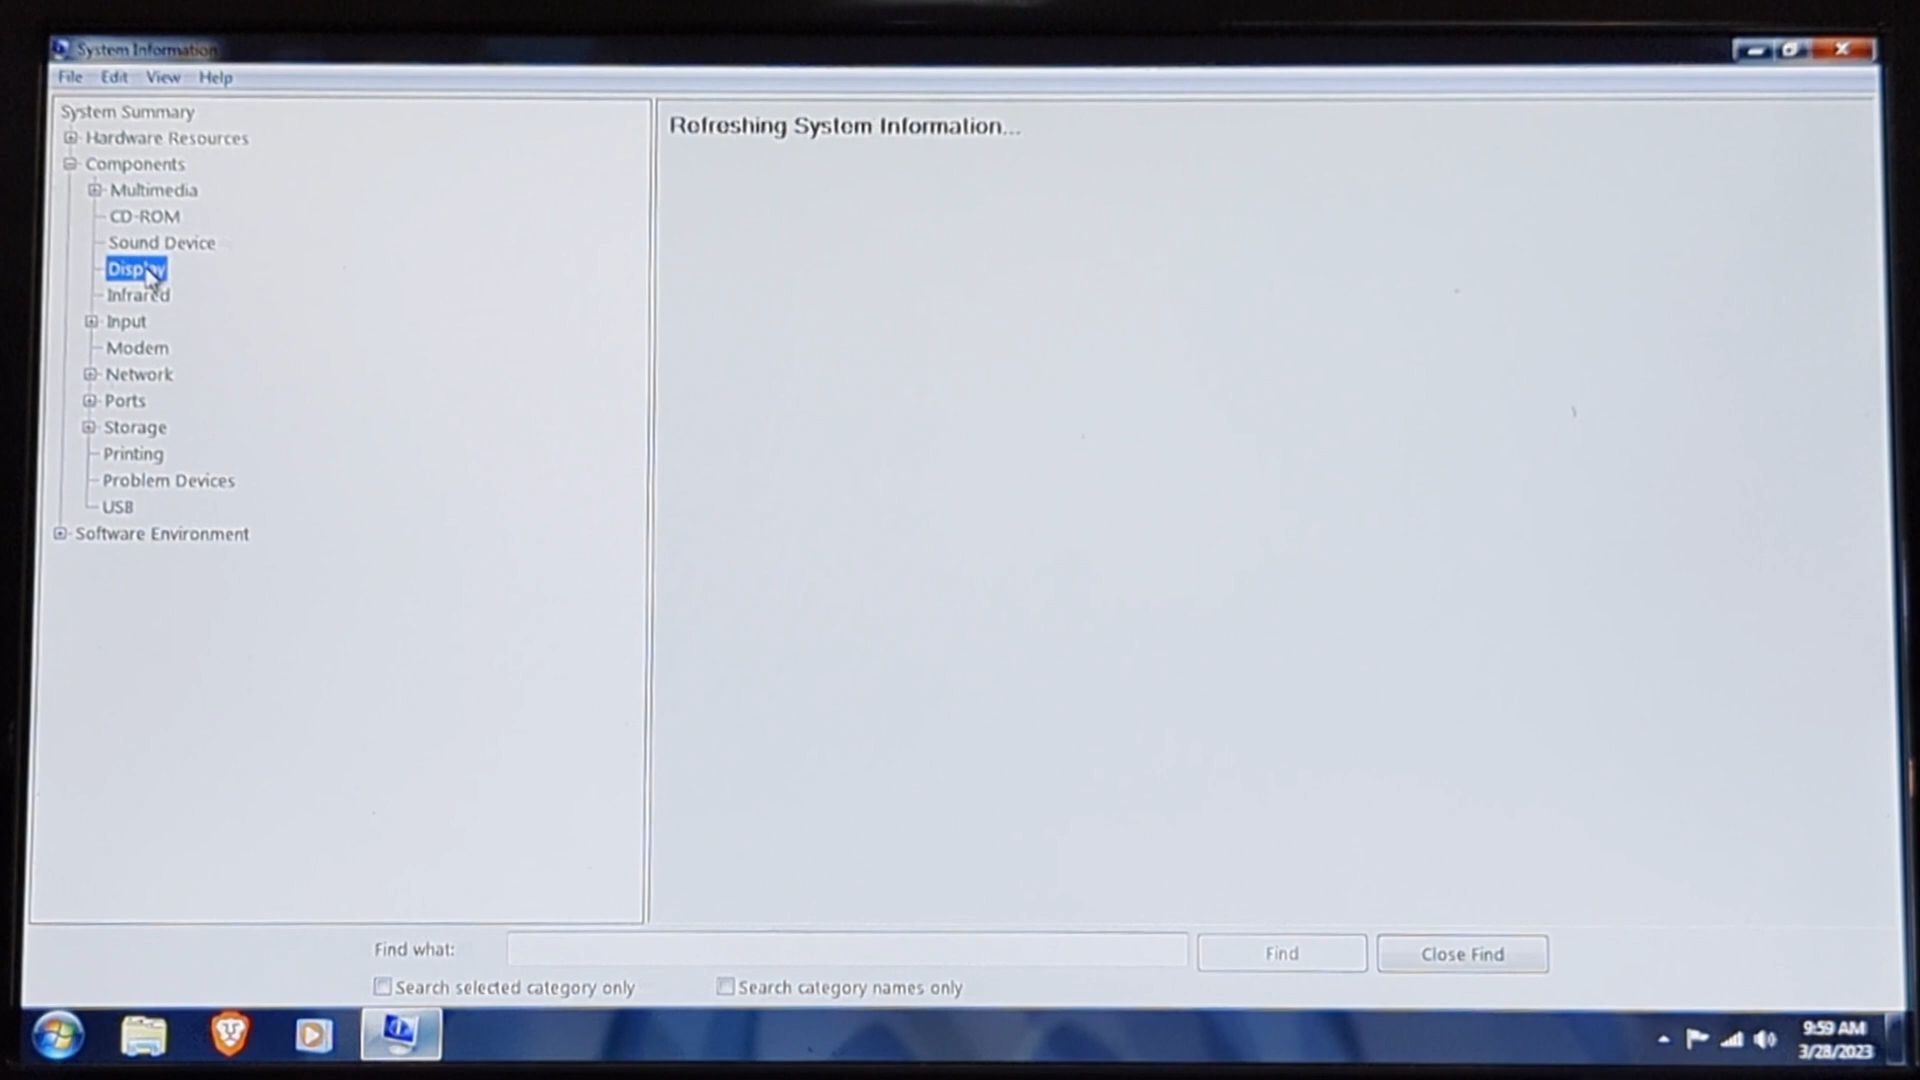 System Information
File Edit View Help
System Summary
Hardware Resources
Components
Multimedia
CD-ROM
Sound Device
Display
Infrared
Input
Modem
Network
Ports
Storage
Printing
Problem Devices
USB
Software Environment
Refreshing System Information...
Find what:
Find
Close Find
Search selected category only
Search category names only
9:59 AM
3/28/2023